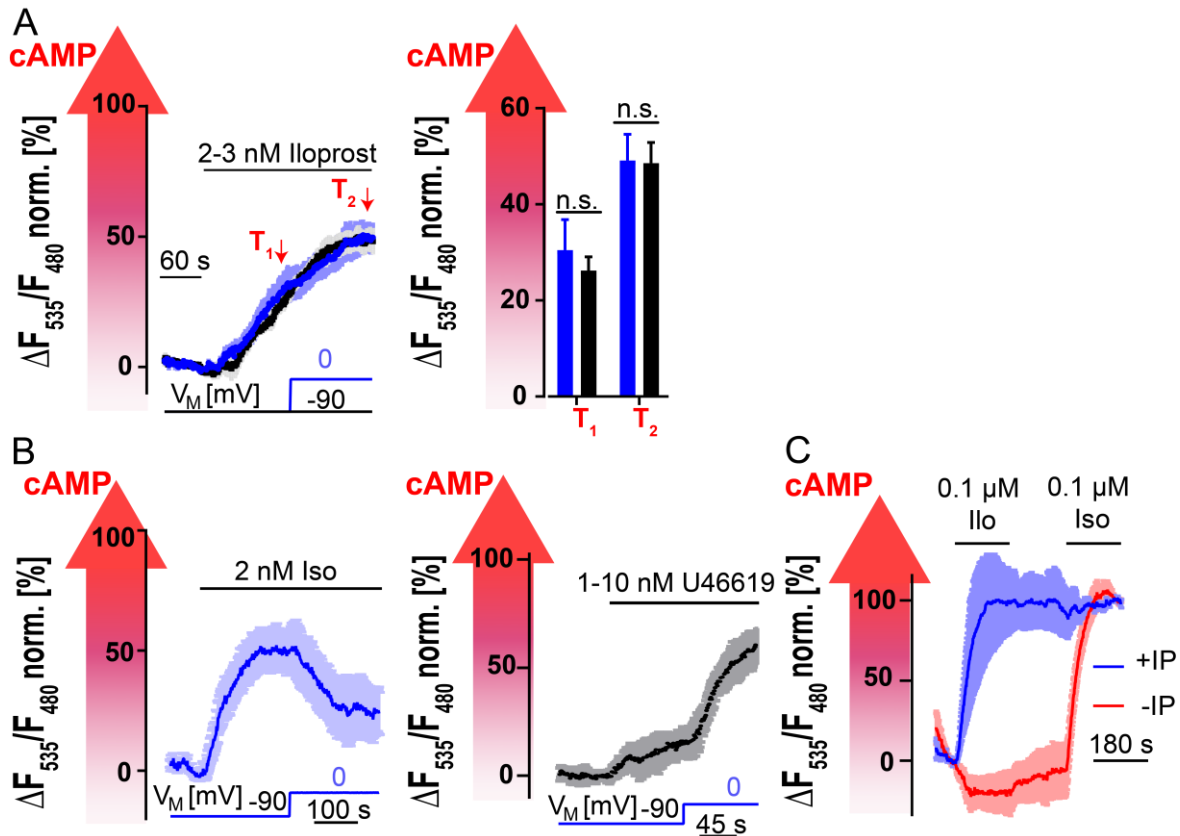 A
cAMP
ΔF535/F480 norm. [%]
100
50
0
2-3 nM Iloprost
T1
T2
60 s
0
VM [mV]
-90
cAMP
ΔF535/F480 norm. [%]
60
40
20
0
n.s.
n.s.
T1
T2
B
cAMP
ΔF535/F480 norm. [%]
100
50
0
2 nM Iso
0
VM [mV] -90
100 s
cAMP
ΔF535/F480 norm. [%]
100
50
0
1-10 nM U46619
0
VM [mV] -90
45 s
C
cAMP
ΔF535/F480 norm. [%]
100
50
0
0.1 µM
Ilo
0.1 µM
Iso
+IP
-IP
180 s